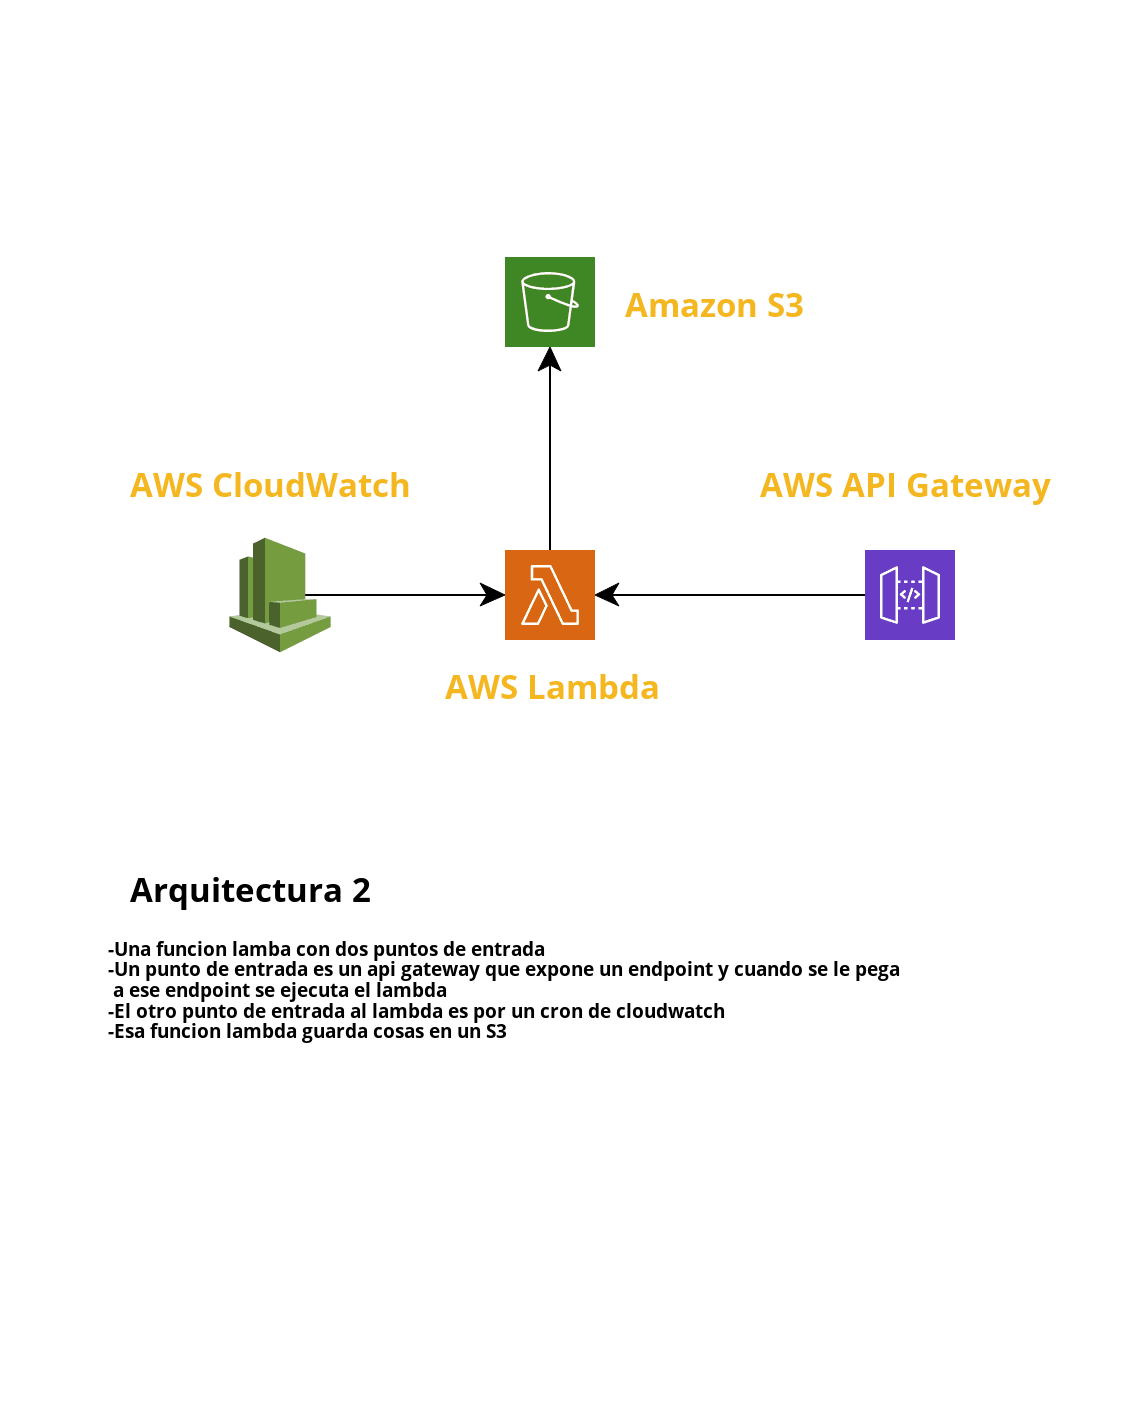 Amazon S3
AWS CloudWatch
AWS API Gateway
AWS Lambda
Arquitectura 2
-Una funcion lamba con dos puntos de entrada
-Un punto de entrada es un api gateway que expone un endpoint y cuando se le pega
a ese endpoint se ejecuta el lambda
-El otro punto de entrada al lambda es por un cron de cloudwatch
-Esa funcion lambda guarda cosas en un S3